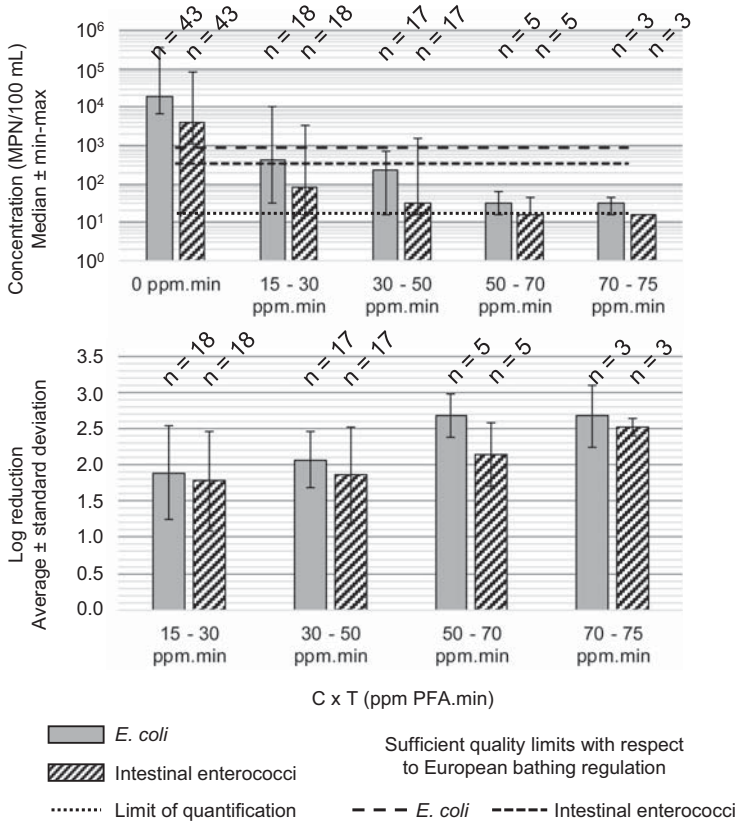 Concentration (MPN/100 mL)
Median ± min-max
10⁶
10⁵
10⁴
10³
10²
10¹
10⁰
n = 43
n = 43
n = 18
n = 18
n = 17
n = 17
n = 5
n = 5
n = 3
n = 3
0 ppm.min
15 - 30
ppm.min
30 - 50
ppm.min
50 - 70
ppm.min
70 - 75
ppm.min
Log reduction
Average ± standard deviation
3.5
3.0
2.5
2.0
1.5
1.0
0.5
0.0
n = 18
n = 18
n = 17
n = 17
n = 5
n = 5
n = 3
n = 3
15 - 30
ppm.min
30 - 50
ppm.min
50 - 70
ppm.min
70 - 75
ppm.min
C x T (ppm PFA.min)
E. coli
Intestinal enterococci
Limit of quantification
Sufficient quality limits with respect
to European bathing regulation
E. coli
Intestinal enterococci